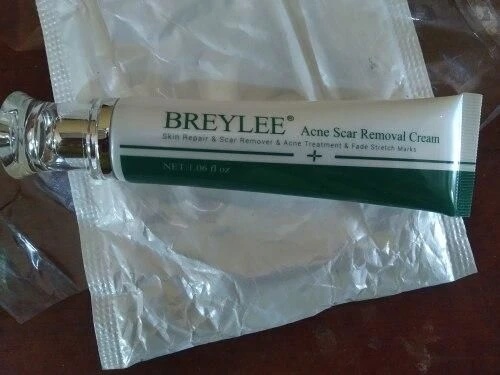 BREYLEE® Acne Scar Removal Cream
Skin Repair & Scar Remover & Acne Treatment & Fade Stretch Marks
NET:1.06 fl oz